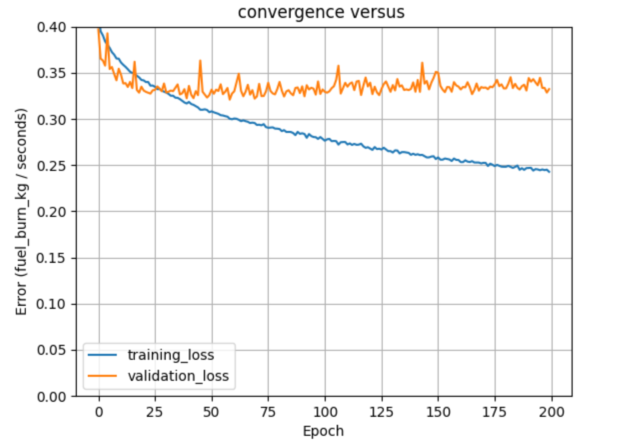 convergence versus
0.40
0.35
0.30
0.25
0.20
0.15
0.10
0.05
0.00
Error (fuel_burn_kg / seconds)
training_loss
validation_loss
0 25 50 75 100 125 150 175 200
Epoch